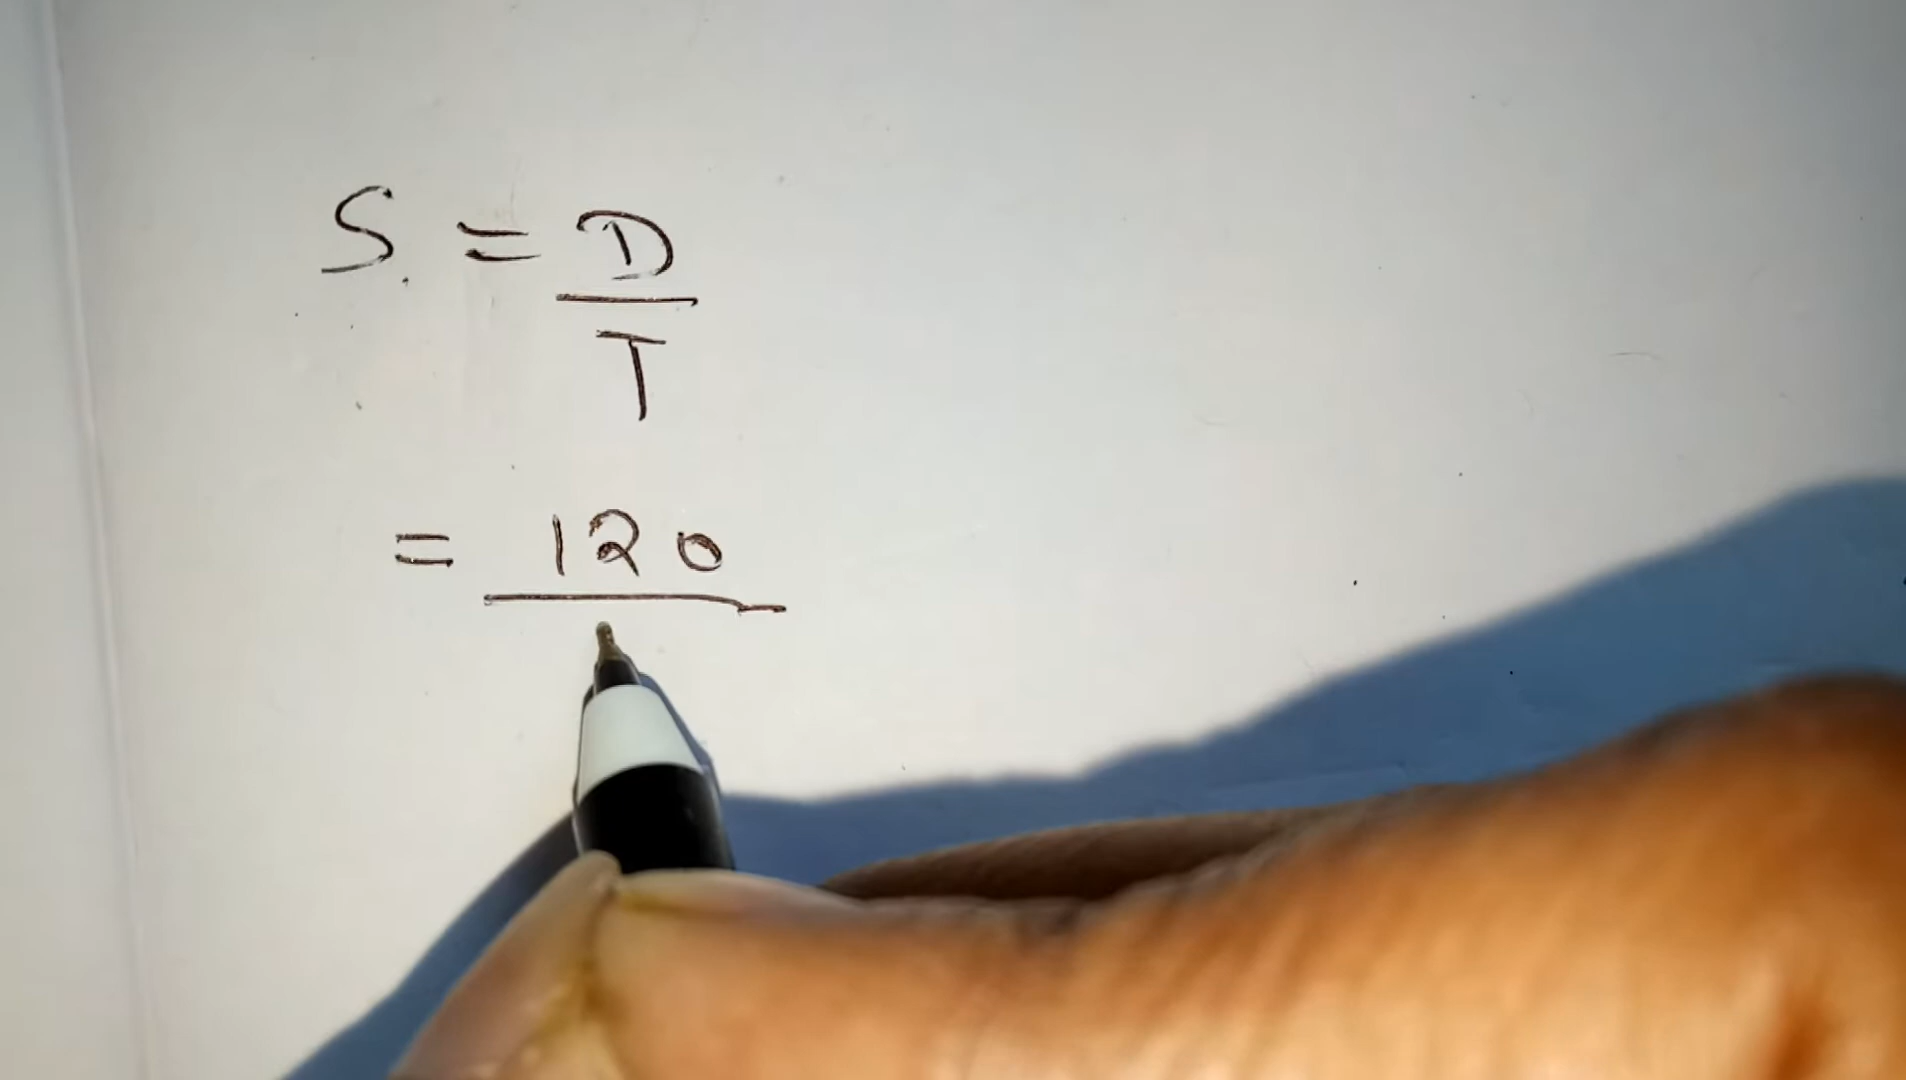 S. = D
T
= 120